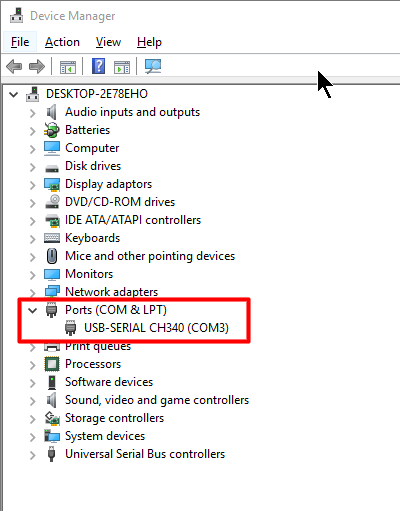 Device Manager
File Action View Help
DESKTOP-2E78EHO
Audio inputs and outputs
Batteries
Computer
Disk drives
Display adaptors
DVD/CD-ROM drives
IDE ATA/ATAPI controllers
Keyboards
Mice and other pointing devices
Monitors
Network adapters
Ports (COM & LPT)
USB-SERIAL CH340 (COM3)
Print queues
Processors
Software devices
Sound, video and game controllers
Storage controllers
System devices
Universal Serial Bus controllers